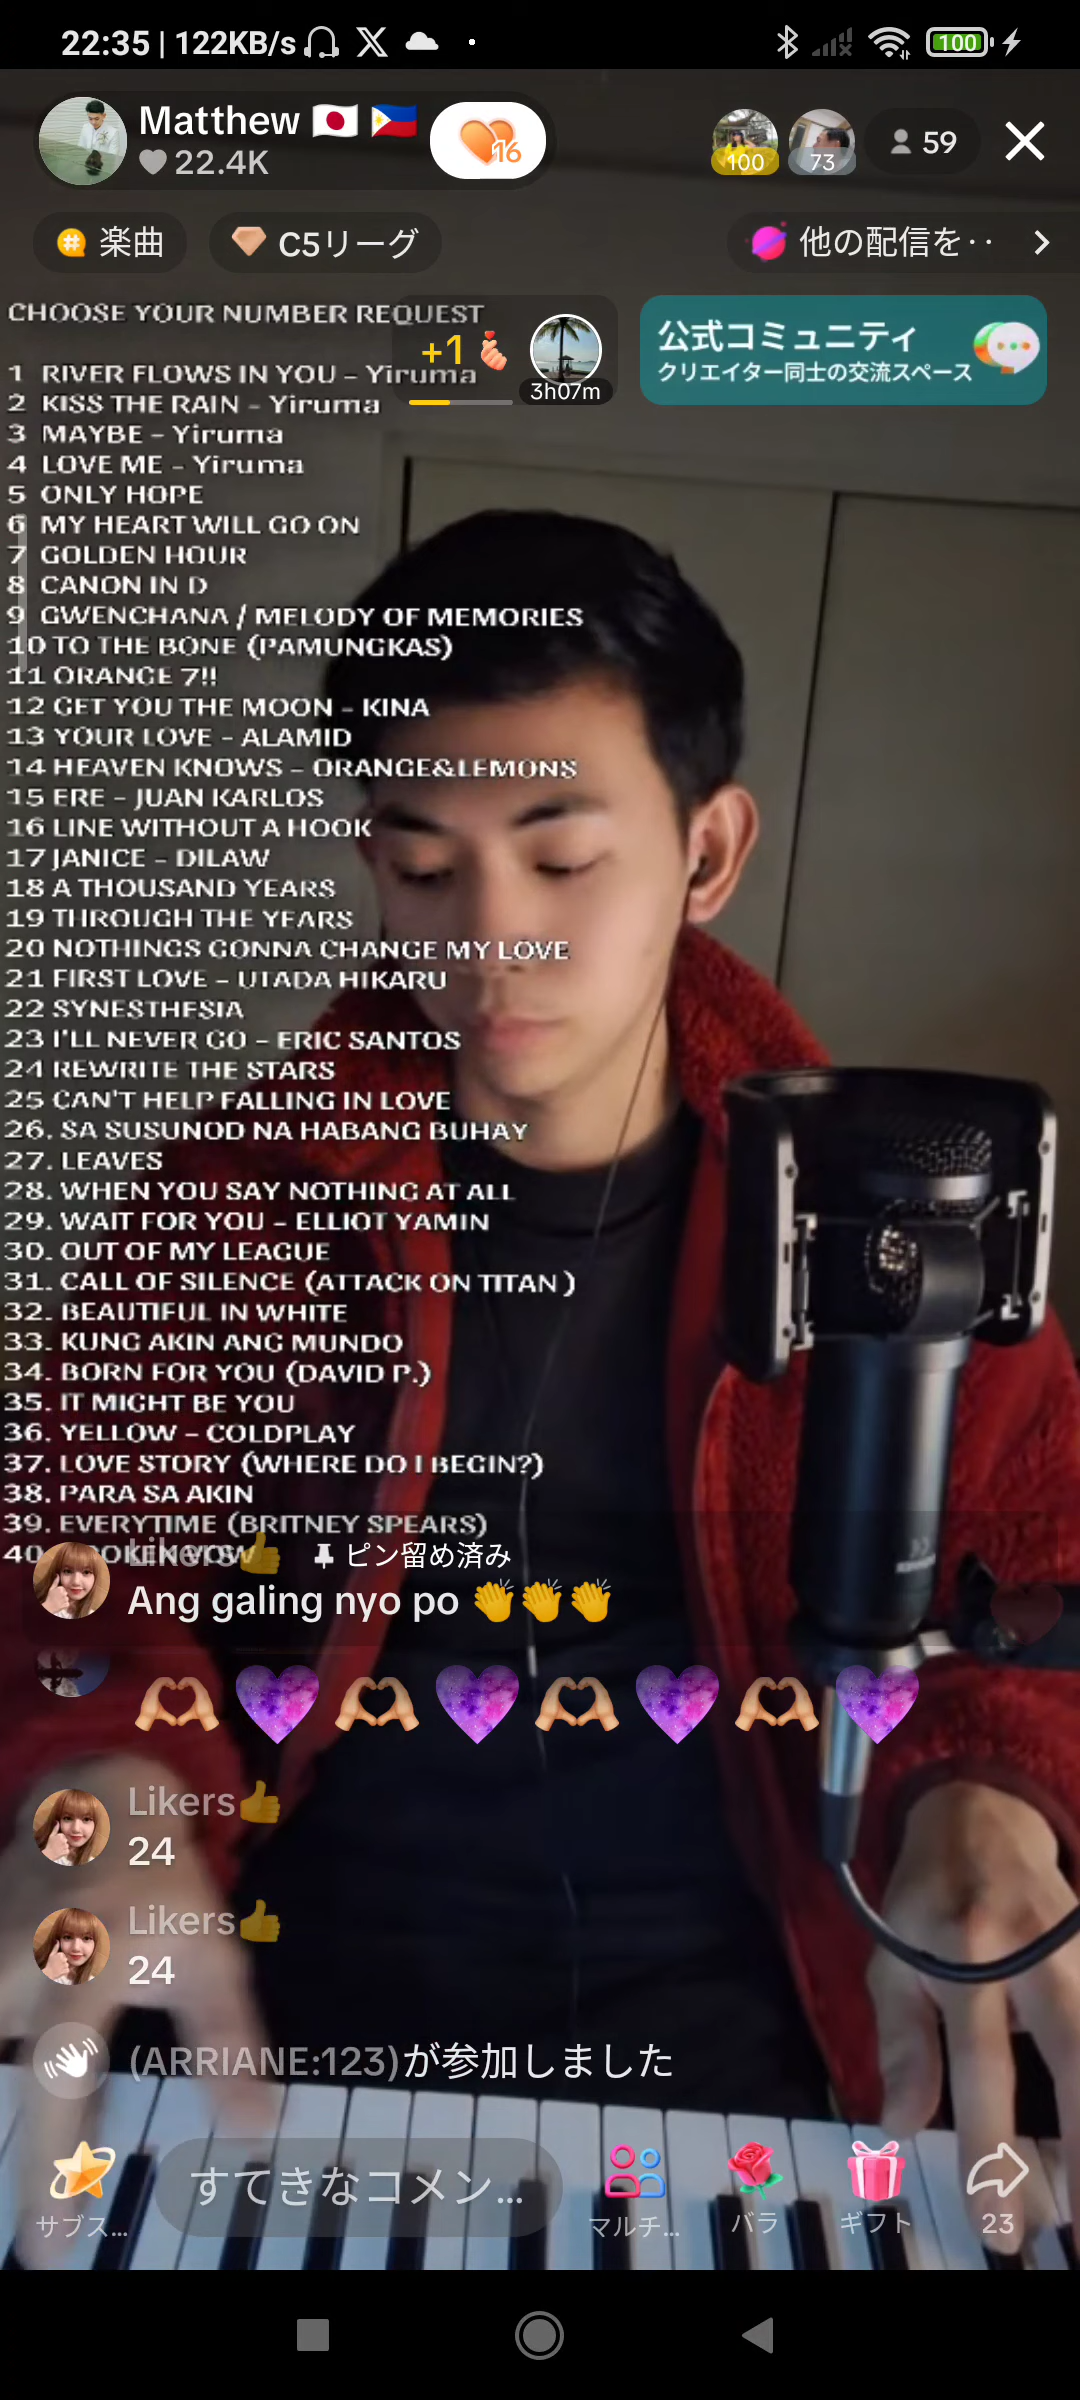 22:35 | 122KB/s
100
Matthew 🇯🇵 🇵🇭
22.4K
16
100
73
59
楽曲
C5リーグ
他の配信を‥
CHOOSE YOUR NUMBER REQUEST
+1
3h07m
公式コミュニティ
クリエイター同士の交流スペース
1 RIVER FLOWS IN YOU - Yiruma
2 KISS THE RAIN - Yiruma
3 MAYBE - Yiruma
4 LOVE ME - Yiruma
5 ONLY HOPE
6 MY HEART WILL GO ON
7 GOLDEN HOUR
8 CANON IN D
9 GWENCHANA / MELODY OF MEMORIES
10 TO THE BONE (PAMUNGKAS)
11 ORANGE 7!!
12 GET YOU THE MOON - KINA
13 YOUR LOVE - ALAMID
14 HEAVEN KNOWS - ORANGE&LEMONS
15 ERE - JUAN KARLOS
16 LINE WITHOUT A HOOK
17 JANICE - DILAW
18 A THOUSAND YEARS
19 THROUGH THE YEARS
20 NOTHINGS GONNA CHANGE MY LOVE
21 FIRST LOVE - UTADA HIKARU
22 SYNESTHESIA
23 I'LL NEVER GO - ERIC SANTOS
24 REWRITE THE STARS
25 CAN'T HELP FALLING IN LOVE
26. SA SUSUNOD NA HABANG BUHAY
27. LEAVES
28. WHEN YOU SAY NOTHING AT ALL
29. WAIT FOR YOU - ELLIOT YAMIN
30. OUT OF MY LEAGUE
31. CALL OF SILENCE (ATTACK ON TITAN )
32. BEAUTIFUL IN WHITE
33. KUNG AKIN ANG MUNDO
34. BORN FOR YOU (DAVID P.)
35. IT MIGHT BE YOU
36. YELLOW - COLDPLAY
37. LOVE STORY (WHERE DO I BEGIN?)
38. PARA SA AKIN
39. EVERYTIME (BRITNEY SPEARS)
40
Likers👍 ピン留め済み
Ang galing nyo po 👏👏👏
🫶💜🫶💜🫶💜🫶💜
Likers👍
24
Likers👍
24
(ARRIANE:123)が参加しました
すてきなコメン...
サブス...
マルチ...
バラ
ギフト
23